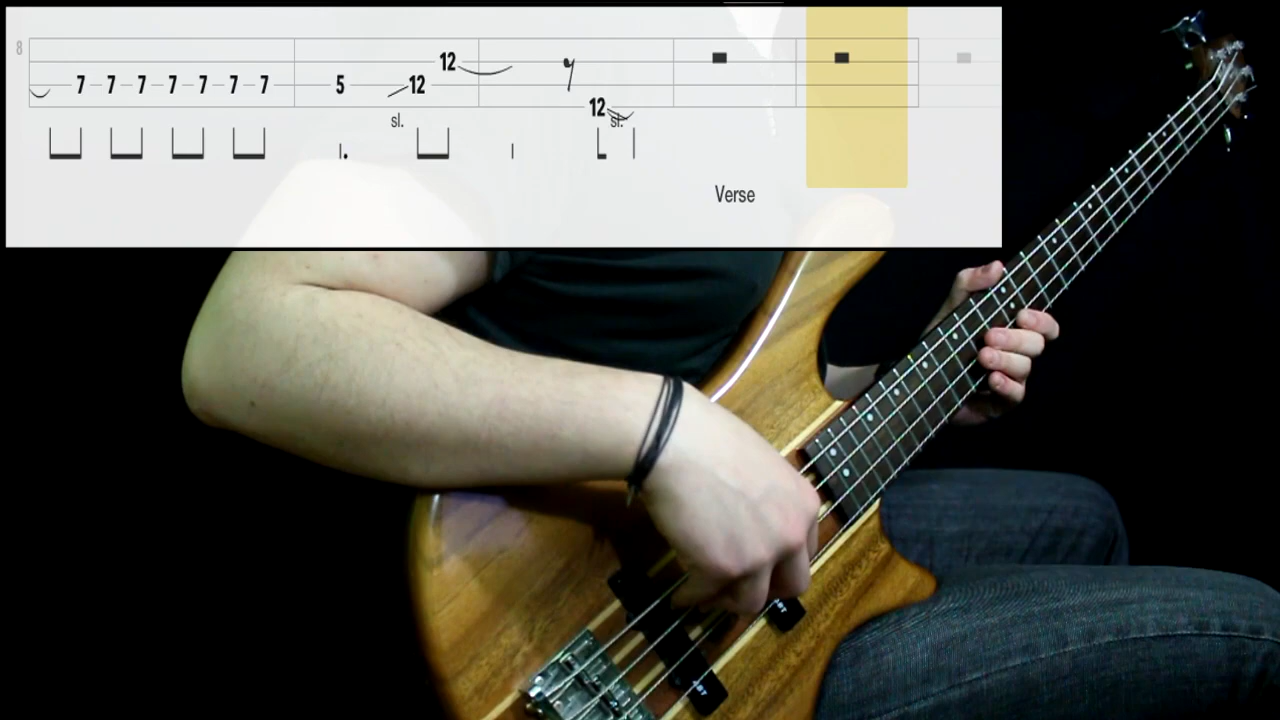 8
12
7 7 7 7 7 7 7 5 12
12
sl. sl.
Verse